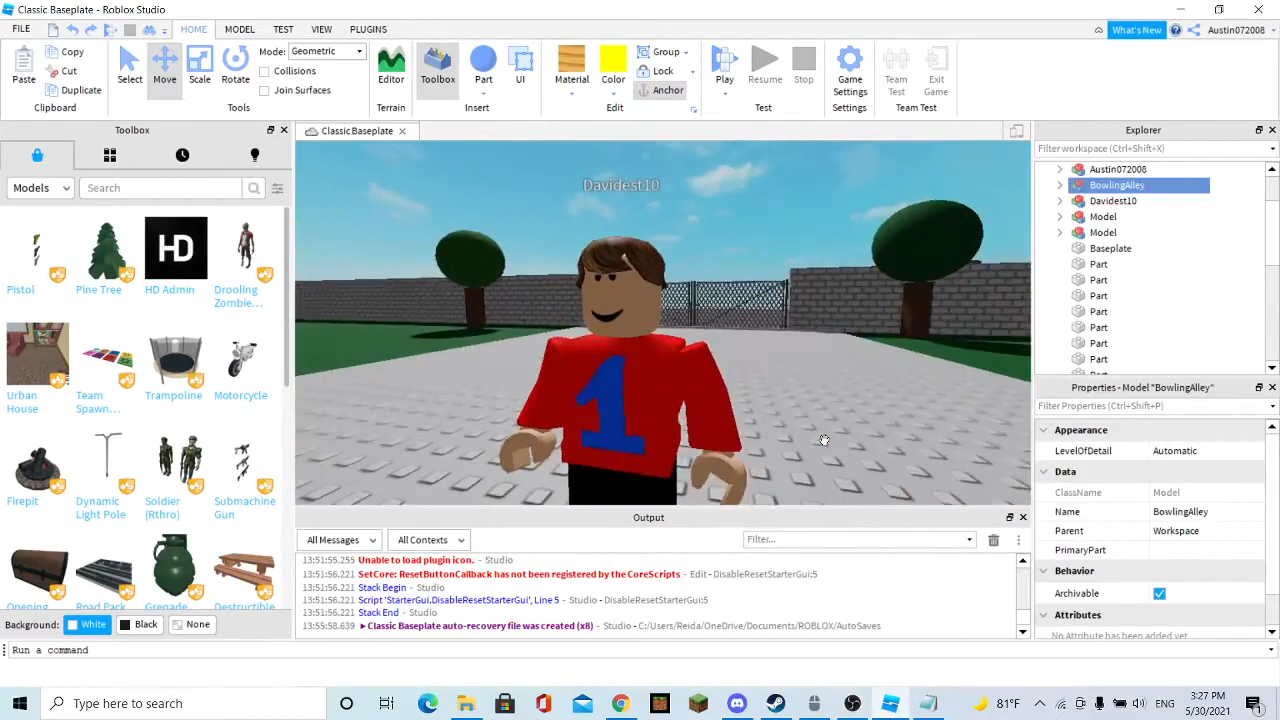 Classic Baseplate - Roblox Studio
FILE HOME MODEL TEST VIEW PLUGINS
What's New Austin072008
Paste Copy Cut Duplicate Clipboard
Select Move Scale Rotate Mode: Geometric Collisions Join Surfaces Tools
Editor Terrain
Toolbox Part UI Insert
Material Color Group Lock Anchor Edit
Play Resume Stop Test
Game Settings Settings
Team Test Exit Game Team Test
Toolbox
Models Search
Pistol Pine Tree HD HD Admin Drooling Zombie...
Urban House Team Spawn... Trampoline Motorcycle
Firepit Dynamic Light Pole Soldier (Rthro) Submachine Gun
Opening Road Pack Grenade Destructible
Background: White Black None
Classic Baseplate
Davidest10
1
Output
All Messages All Contexts Filter...
13:51:55.255 Unable to load plugin icon. - Studio
13:51:56.221 SetCore: ResetButtonCallback has not been registered by the CoreScripts - Edit - DisableResetStarterGui:5
13:51:56.221 Stack Begin - Studio
13:51:56.221 Script 'StarterGui.DisableResetStarterGui', Line 5 - Studio - DisableResetStarterGui:5
13:51:56.221 Stack End - Studio
13:55:58.639 Classic Baseplate auto-recovery file was created (x8) - Studio - C:/Users/Reida/OneDrive/Documents/ROBLOX/AutoSaves
Explorer
Filter workspace (Ctrl+Shift+X)
Austin072008
BowlingAlley
Davidest10
Model
Model
Baseplate
Part
Part
Part
Part
Part
Part
Part
Part
Properties - Model "BowlingAlley"
Filter Properties (Ctrl+Shift+P)
Appearance
LevelOfDetail Automatic
Data
ClassName Model
Name BowlingAlley
Parent Workspace
PrimaryPart
Behavior
Archivable
Attributes
No Attribute has been added yet
Run a command
Type here to search
81°F
3:27 PM
5/30/2021